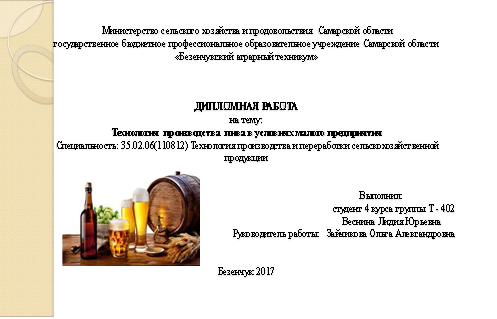 Министерство сельского хозяйства и продовольствия Самарской области
государственное бюджетное профессиональное образовательное учреждение Самарской области
«Безенчукский аграрный техникум»
ДИПЛОМНАЯ РАБОТА
на тему:
Технология производства пива в условиях малого предприятия
Специальность: 35.02.06(110812) Технология производства и переработки сельскохозяйственной
продукции
Выполнил:
студент 4 курса группы Т - 402
Веснина Лидия Юрьевна
Руководитель работы: Зайчикова Ольга Александровна
Безенчук 2017